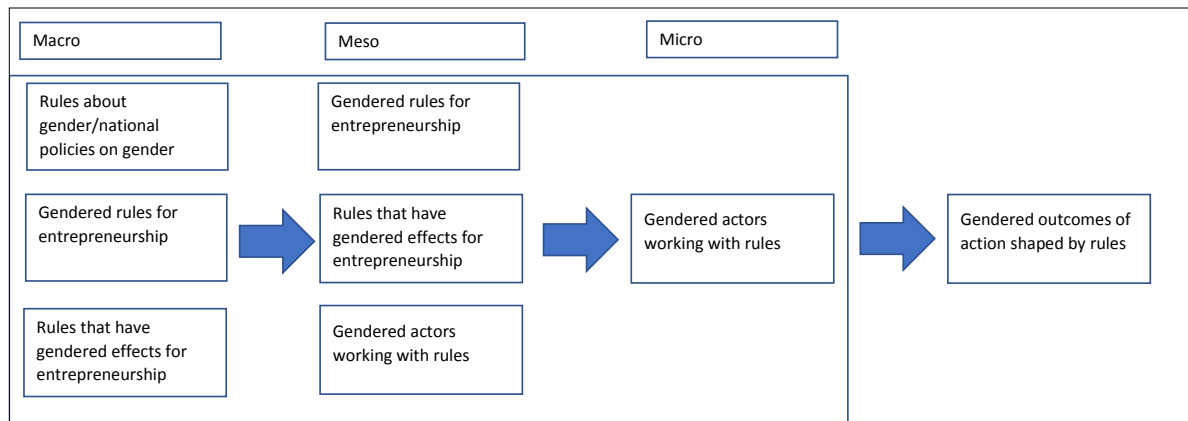 Macro
Meso
Micro
Rules about
gender/national
policies on gender
Gendered rules for
entrepreneurship
Gendered rules for
entrepreneurship
Rules that have
gendered effects for
entrepreneurship
Gendered actors
working with rules
Gendered outcomes of
action shaped by rules
Rules that have
gendered effects for
entrepreneurship
Gendered actors
working with rules